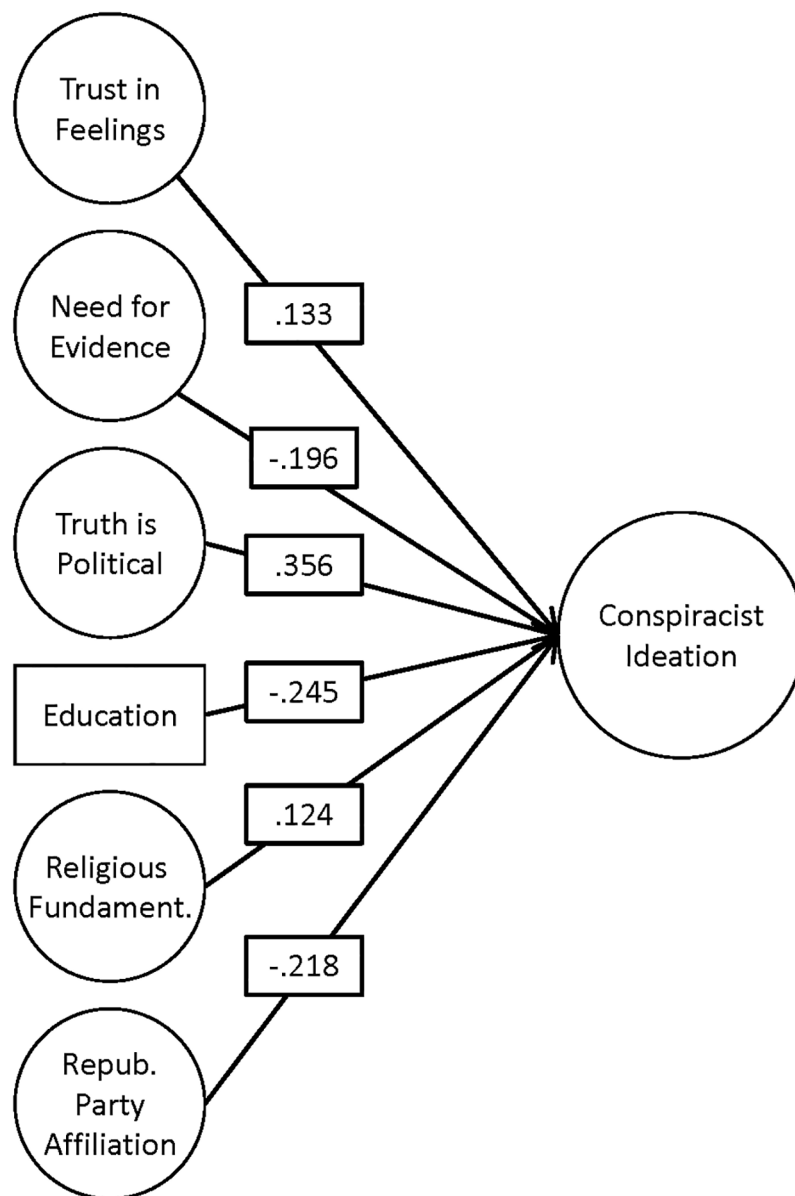 Trust in
Feelings
.133
Need for
Evidence
-.196
Truth is
Political
.356
Conspiracist
Ideation
Education
-.245
Religious
Fundament.
.124
-.218
Repub.
Party
Affiliation